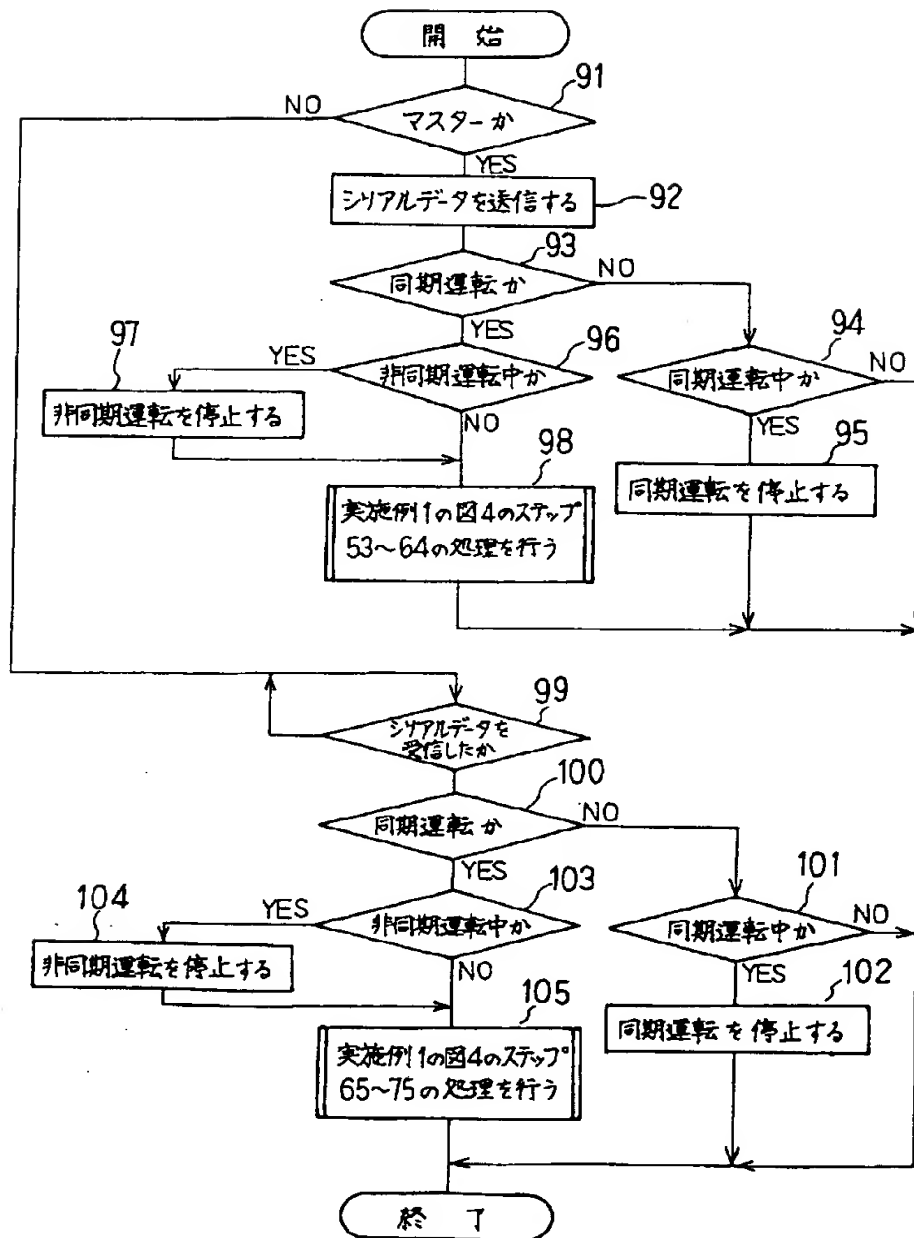 開始
91
NO
マスターか
YES
シリアルデータを送信する
92
93
同期運転か
NO
YES
97
YES
96
非同期運転中か
94
NO
同期運転中か
非同期運転を停止する
NO
YES
98
95
同期運転を停止する
実施例1の図4のステップ
53~64の処理を行う
99
シリアルデータを
受信したか
100
同期運転か
NO
YES
103
101
104
YES
非同期運転中か
同期運転中か
NO
非同期運転を停止する
NO
YES
102
105
同期運転を停止する
実施例1の図4のステップ
65~75の処理を行う
終了